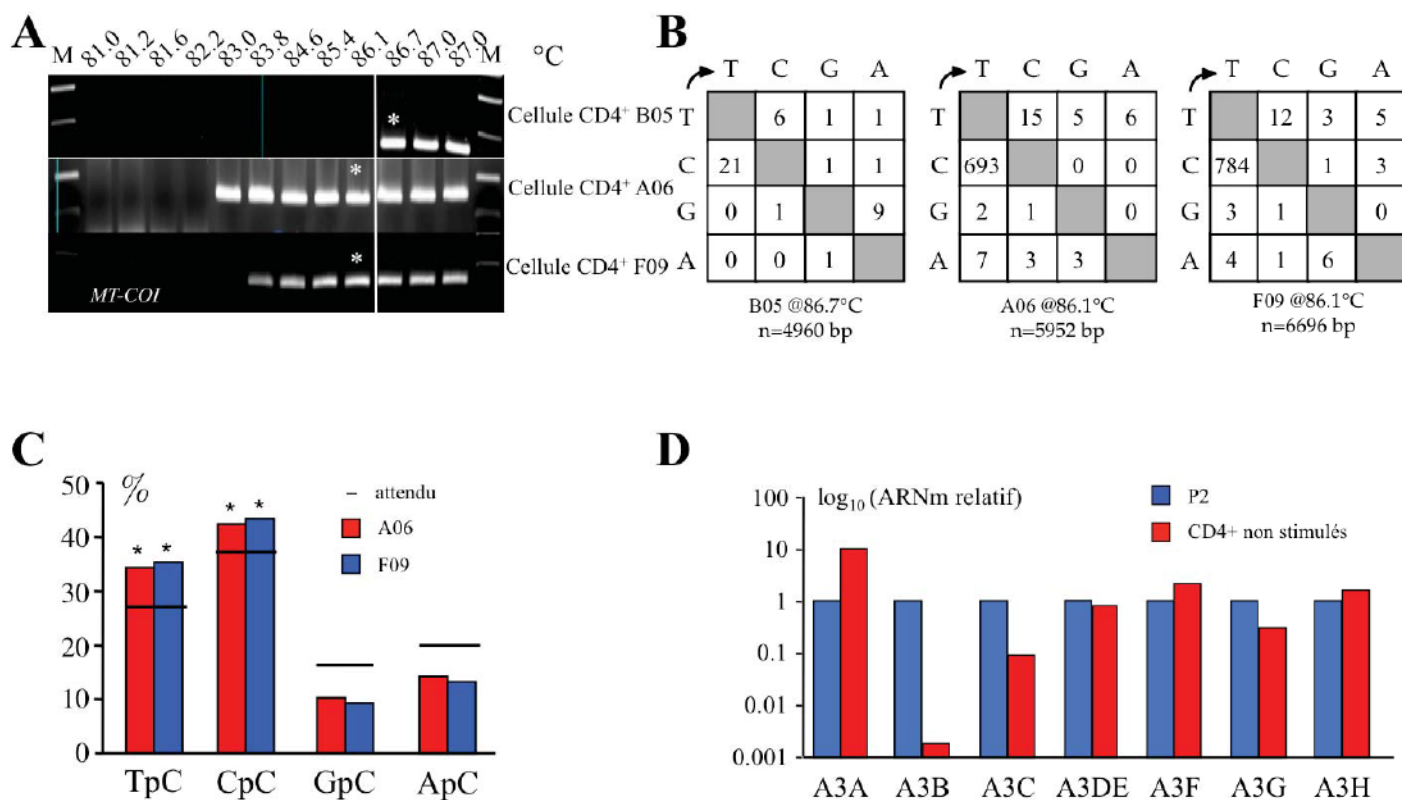 A
M 81.0 81.2 81.6 82.2 83.0 83.8 84.6 85.4 86.1 86.7 87.0 87.0 M °C
Cellule CD4+ B05
*
Cellule CD4+ A06
*
Cellule CD4+ F09
*
MT-COI
B
T C G A
T 6 1 1
C 21 1 1
G 0 1 9
A 0 0 1
B05 @86.7°C
n=4960 bp
T C G A
T 15 5 6
C 693 0 0
G 2 1 0
A 7 3 3
A06 @86.1°C
n=5952 bp
T C G A
T 12 3 5
C 784 1 3
G 3 1 0
A 4 1 6
F09 @86.1°C
n=6696 bp
C
%
50
40
30
20
10
0
* * * *
attendu
A06
F09
TpC CpC GpC ApC
D
log10 (ARNm relatif)
P2
CD4+ non stimulés
100
10
1
0.1
0.01
0.001
A3A A3B A3C A3DE A3F A3G A3H